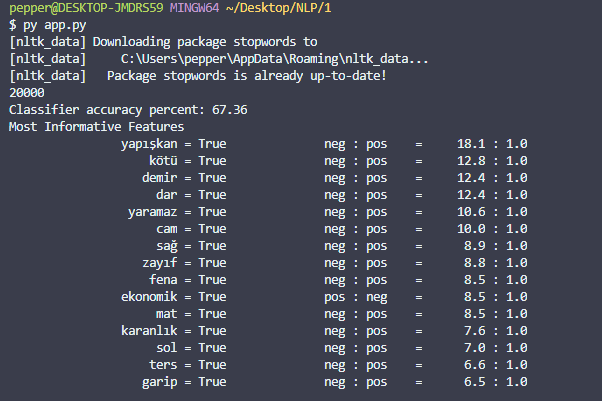 pepper@DESKTOP-JMDRS59 MINGW64 ~/Desktop/NLP/1
$ py app.py
[nltk_data] Downloading package stopwords to
[nltk_data]     C:\Users\pepper\AppData\Roaming\nltk_data...
[nltk_data]   Package stopwords is already up-to-date!
20000
Classifier accuracy percent: 67.36
Most Informative Features
yapışkan = True neg : pos = 18.1 : 1.0
kötü = True neg : pos = 12.8 : 1.0
demir = True neg : pos = 12.4 : 1.0
dar = True neg : pos = 12.4 : 1.0
yaramaz = True neg : pos = 10.6 : 1.0
cam = True neg : pos = 10.0 : 1.0
sağ = True neg : pos = 8.9 : 1.0
zayıf = True neg : pos = 8.8 : 1.0
fena = True neg : pos = 8.5 : 1.0
ekonomik = True pos : neg = 8.5 : 1.0
mat = True neg : pos = 8.5 : 1.0
karanlık = True neg : pos = 7.6 : 1.0
sol = True neg : pos = 7.0 : 1.0
ters = True neg : pos = 6.6 : 1.0
garip = True neg : pos = 6.5 : 1.0